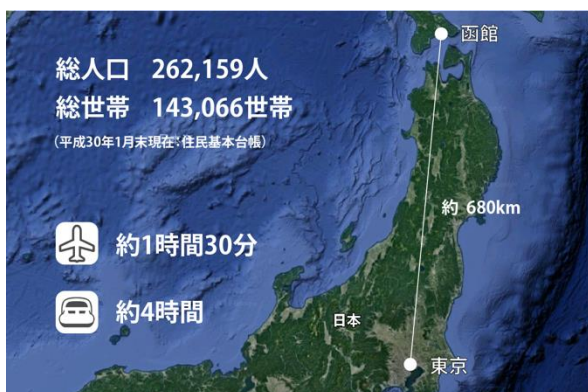 総人口 262,159人
総世帯 143,066世帯
(平成30年1月末現在:住民基本台帳)
約1時間30分
約4時間
函館
約 680km
日本
東京